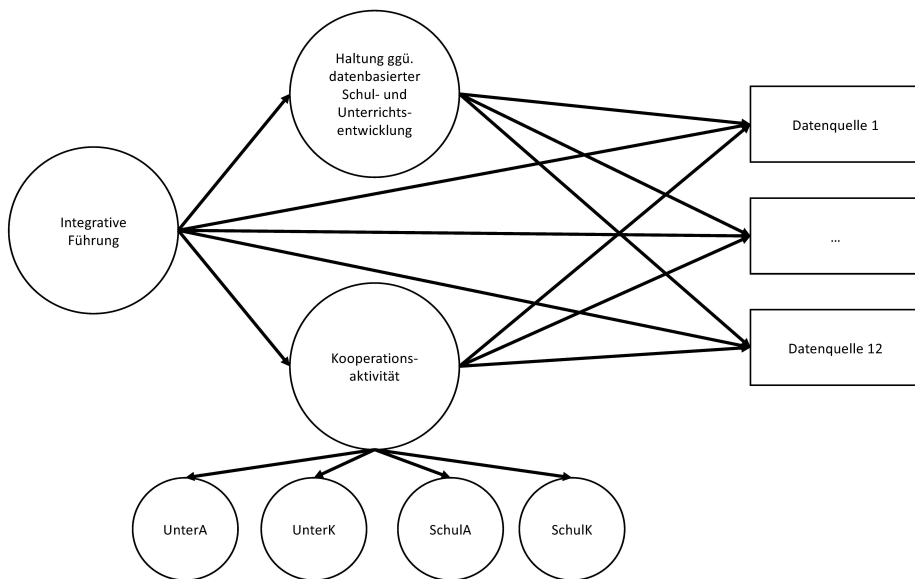 Haltung ggü.
datenbasierter
Schul- und
Unterrichts-
entwicklung
Datenquelle 1
Integrative
Führung
...
Datenquelle 12
Kooperations-
aktivität
UnterA
UnterK
SchulA
SchulK